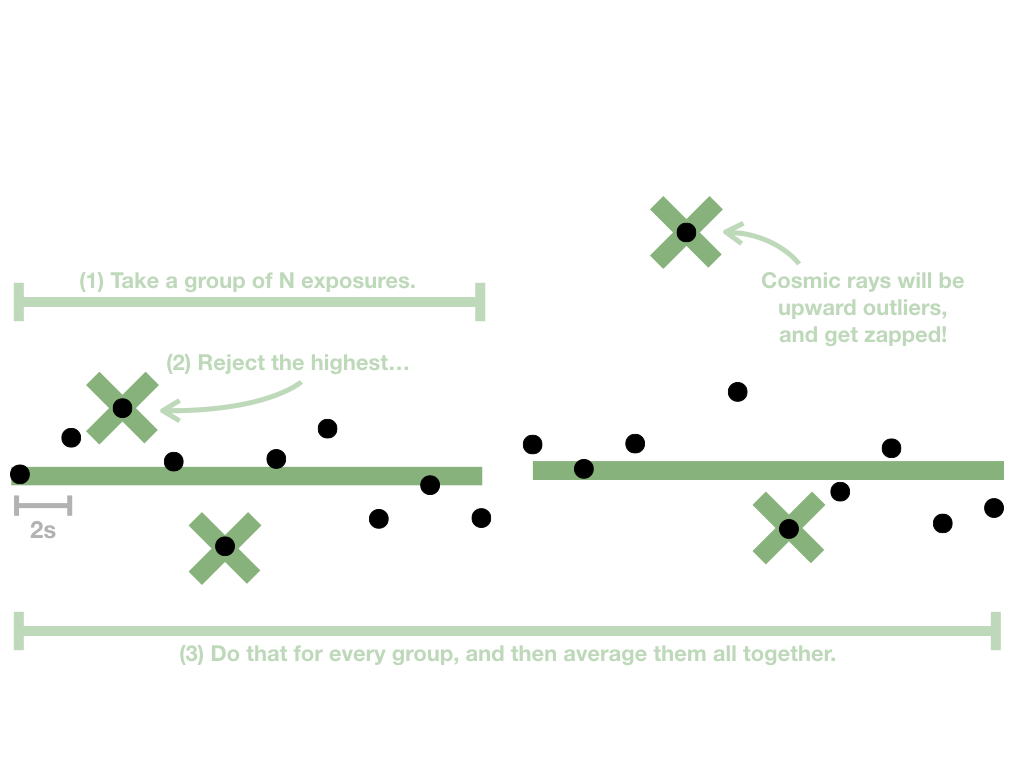 (1) Take a group of N exposures.
Cosmic rays will be
upward outliers,
and get zapped!
(2) Reject the highest…
2s
(3) Do that for every group, and then average them all together.